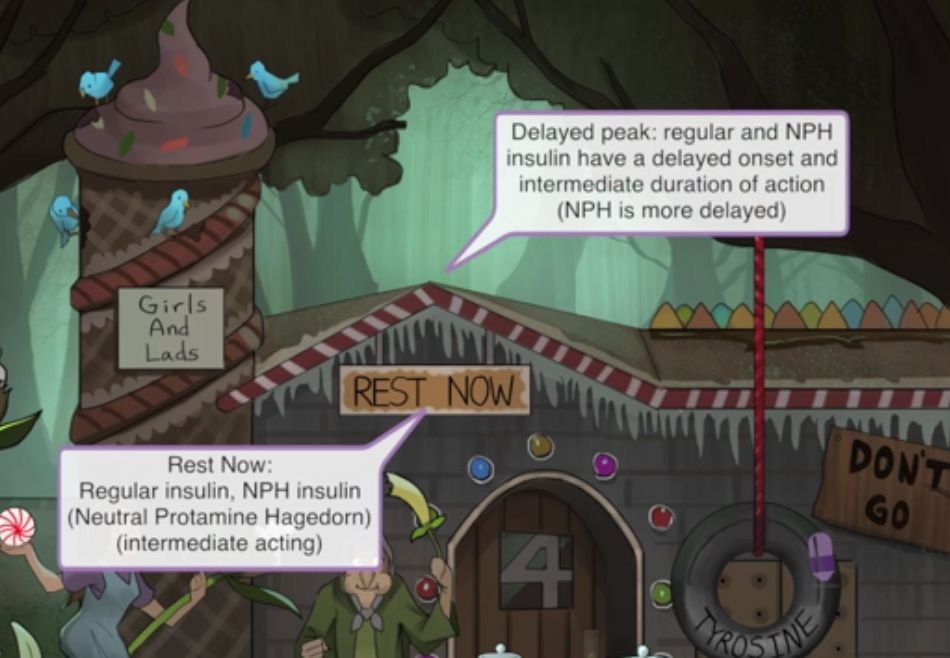 Delayed peak: regular and NPH
insulin have a delayed onset and
intermediate duration of action
(NPH is more delayed)
Girls
And
Lads
REST NOW
DON'T
GO
Rest Now:
Regular insulin, NPH insulin
(Neutral Protamine Hagedorn)
(intermediate acting)
4
TYROSINE